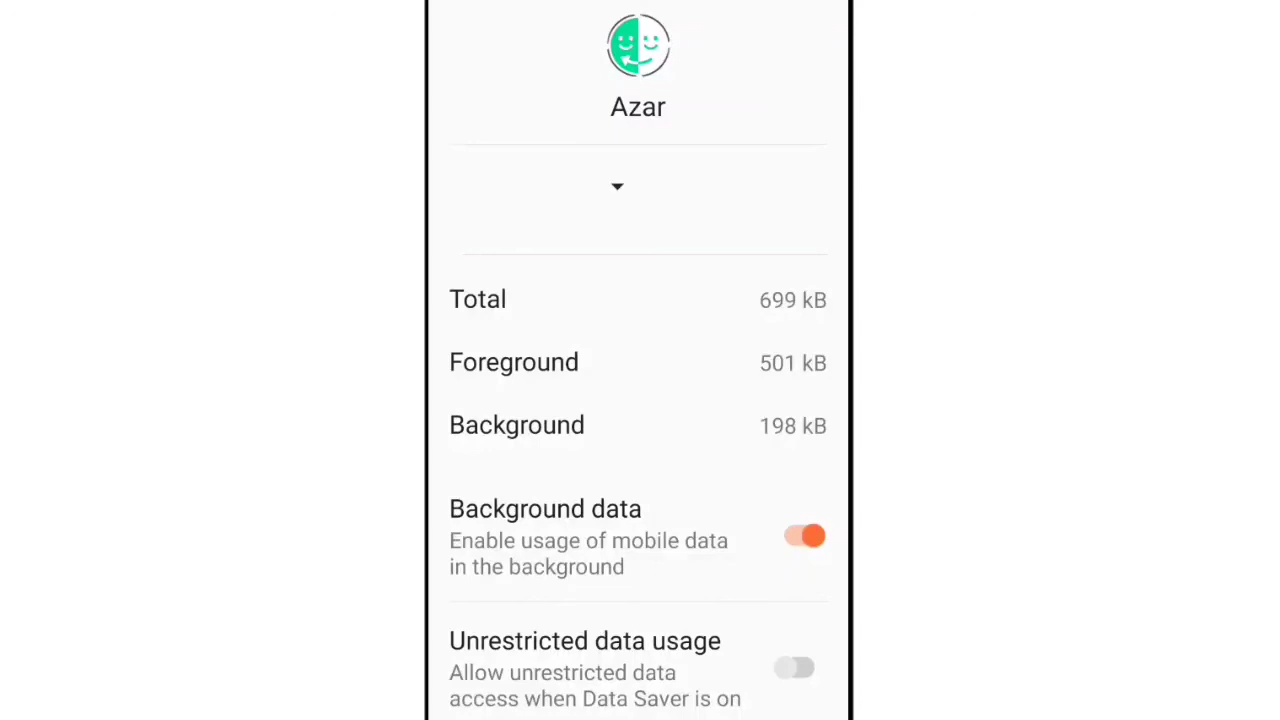 Azar
Total 699 kB
Foreground 501 kB
Background 198 kB
Background data
Enable usage of mobile data
in the background
Unrestricted data usage
Allow unrestricted data
access when Data Saver is on